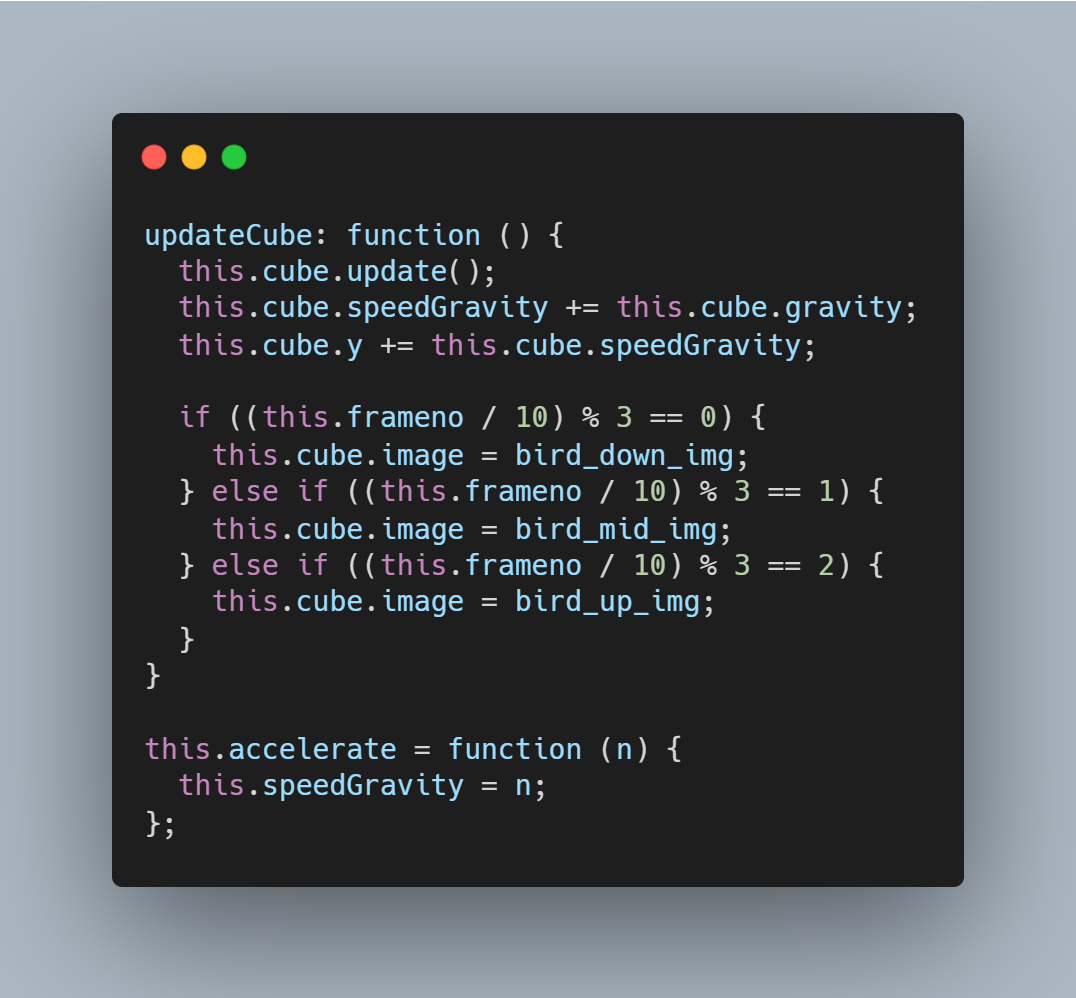 updateCube: function () {
  this.cube.update();
  this.cube.speedGravity += this.cube.gravity;
  this.cube.y += this.cube.speedGravity;

  if ((this.frameno / 10) % 3 == 0) {
    this.cube.image = bird_down_img;
  } else if ((this.frameno / 10) % 3 == 1) {
    this.cube.image = bird_mid_img;
  } else if ((this.frameno / 10) % 3 == 2) {
    this.cube.image = bird_up_img;
  }
}

this.accelerate = function (n) {
  this.speedGravity = n;
};